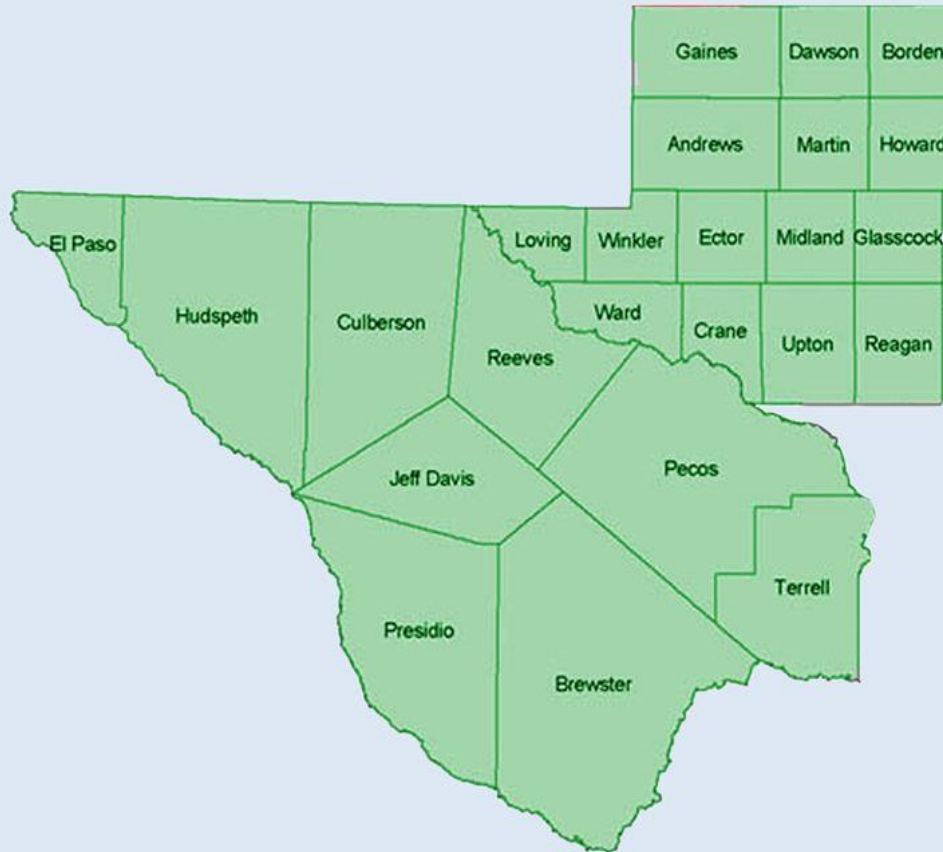 Gaines
Dawson
Borden
Andrews
Martin
Howard
El Paso
Loving
Winkler
Ector
Midland
Glasscock
Hudspeth
Culberson
Reeves
Ward
Crane
Upton
Reagan
Jeff Davis
Pecos
Terrell
Presidio
Brewster